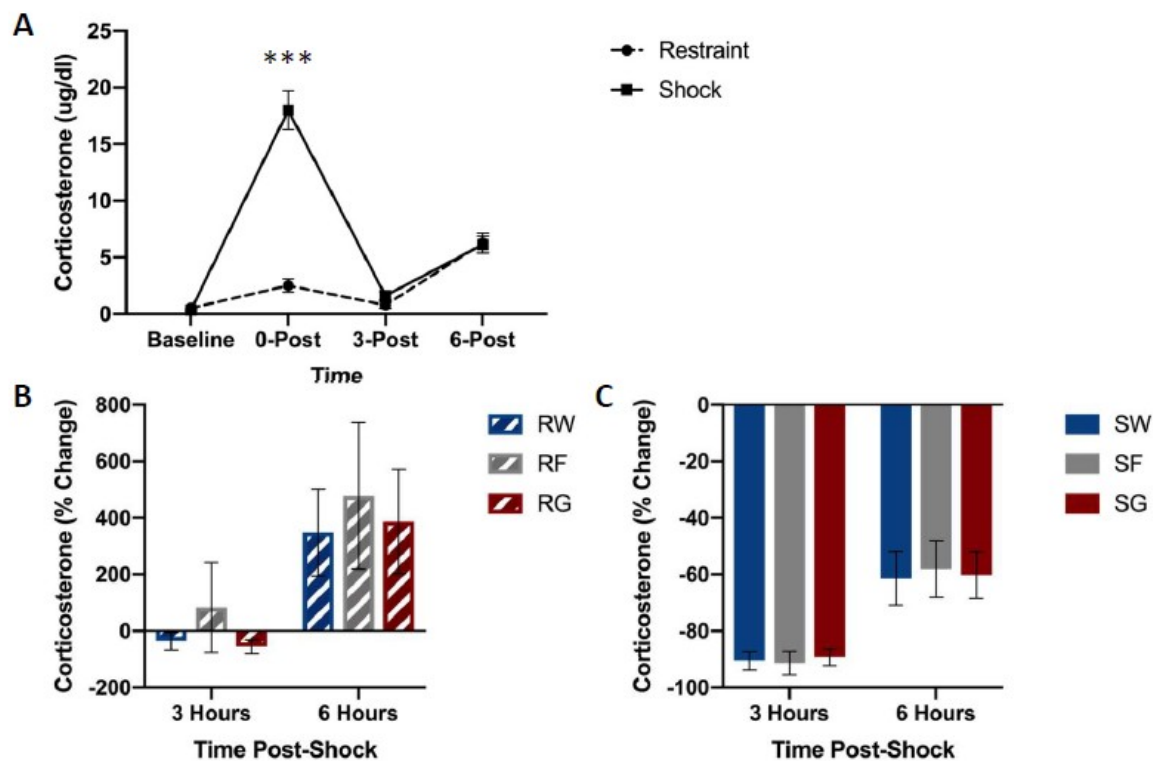 A
Corticosterone (ug/dl)
25
20
15
10
5
0
***
Baseline 0-Post 3-Post 6-Post
Time
Restraint
Shock
B
Corticosterone (% Change)
800
600
400
200
0
-200
3 Hours 6 Hours
Time Post-Shock
RW
RF
RG
C
Corticosterone (% Change)
0
-20
-40
-60
-80
-100
3 Hours 6 Hours
Time Post-Shock
SW
SF
SG